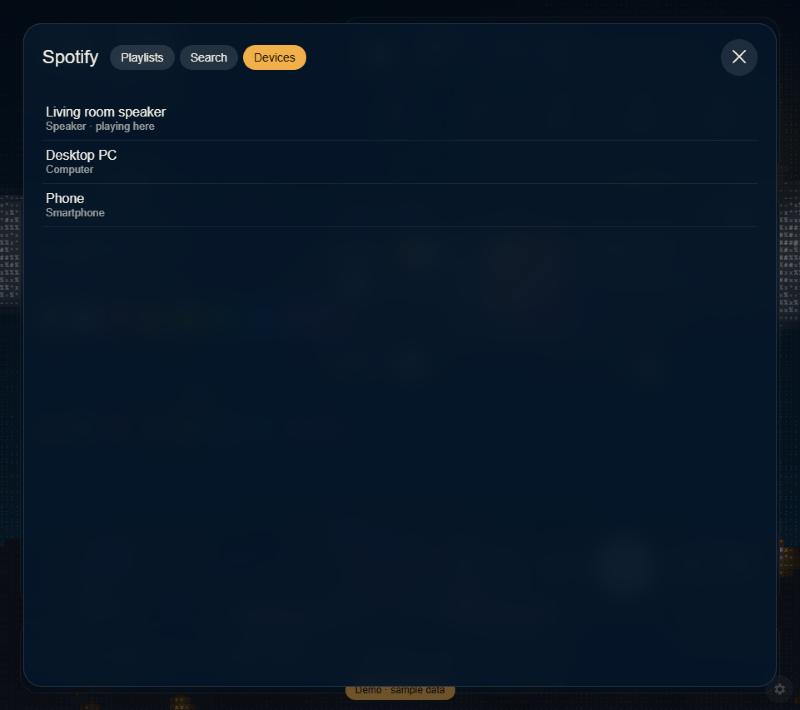 Spotify Playlists Search Devices
Living room speaker
Speaker · playing here
Desktop PC
Computer
Phone
Smartphone
Demo · sample data